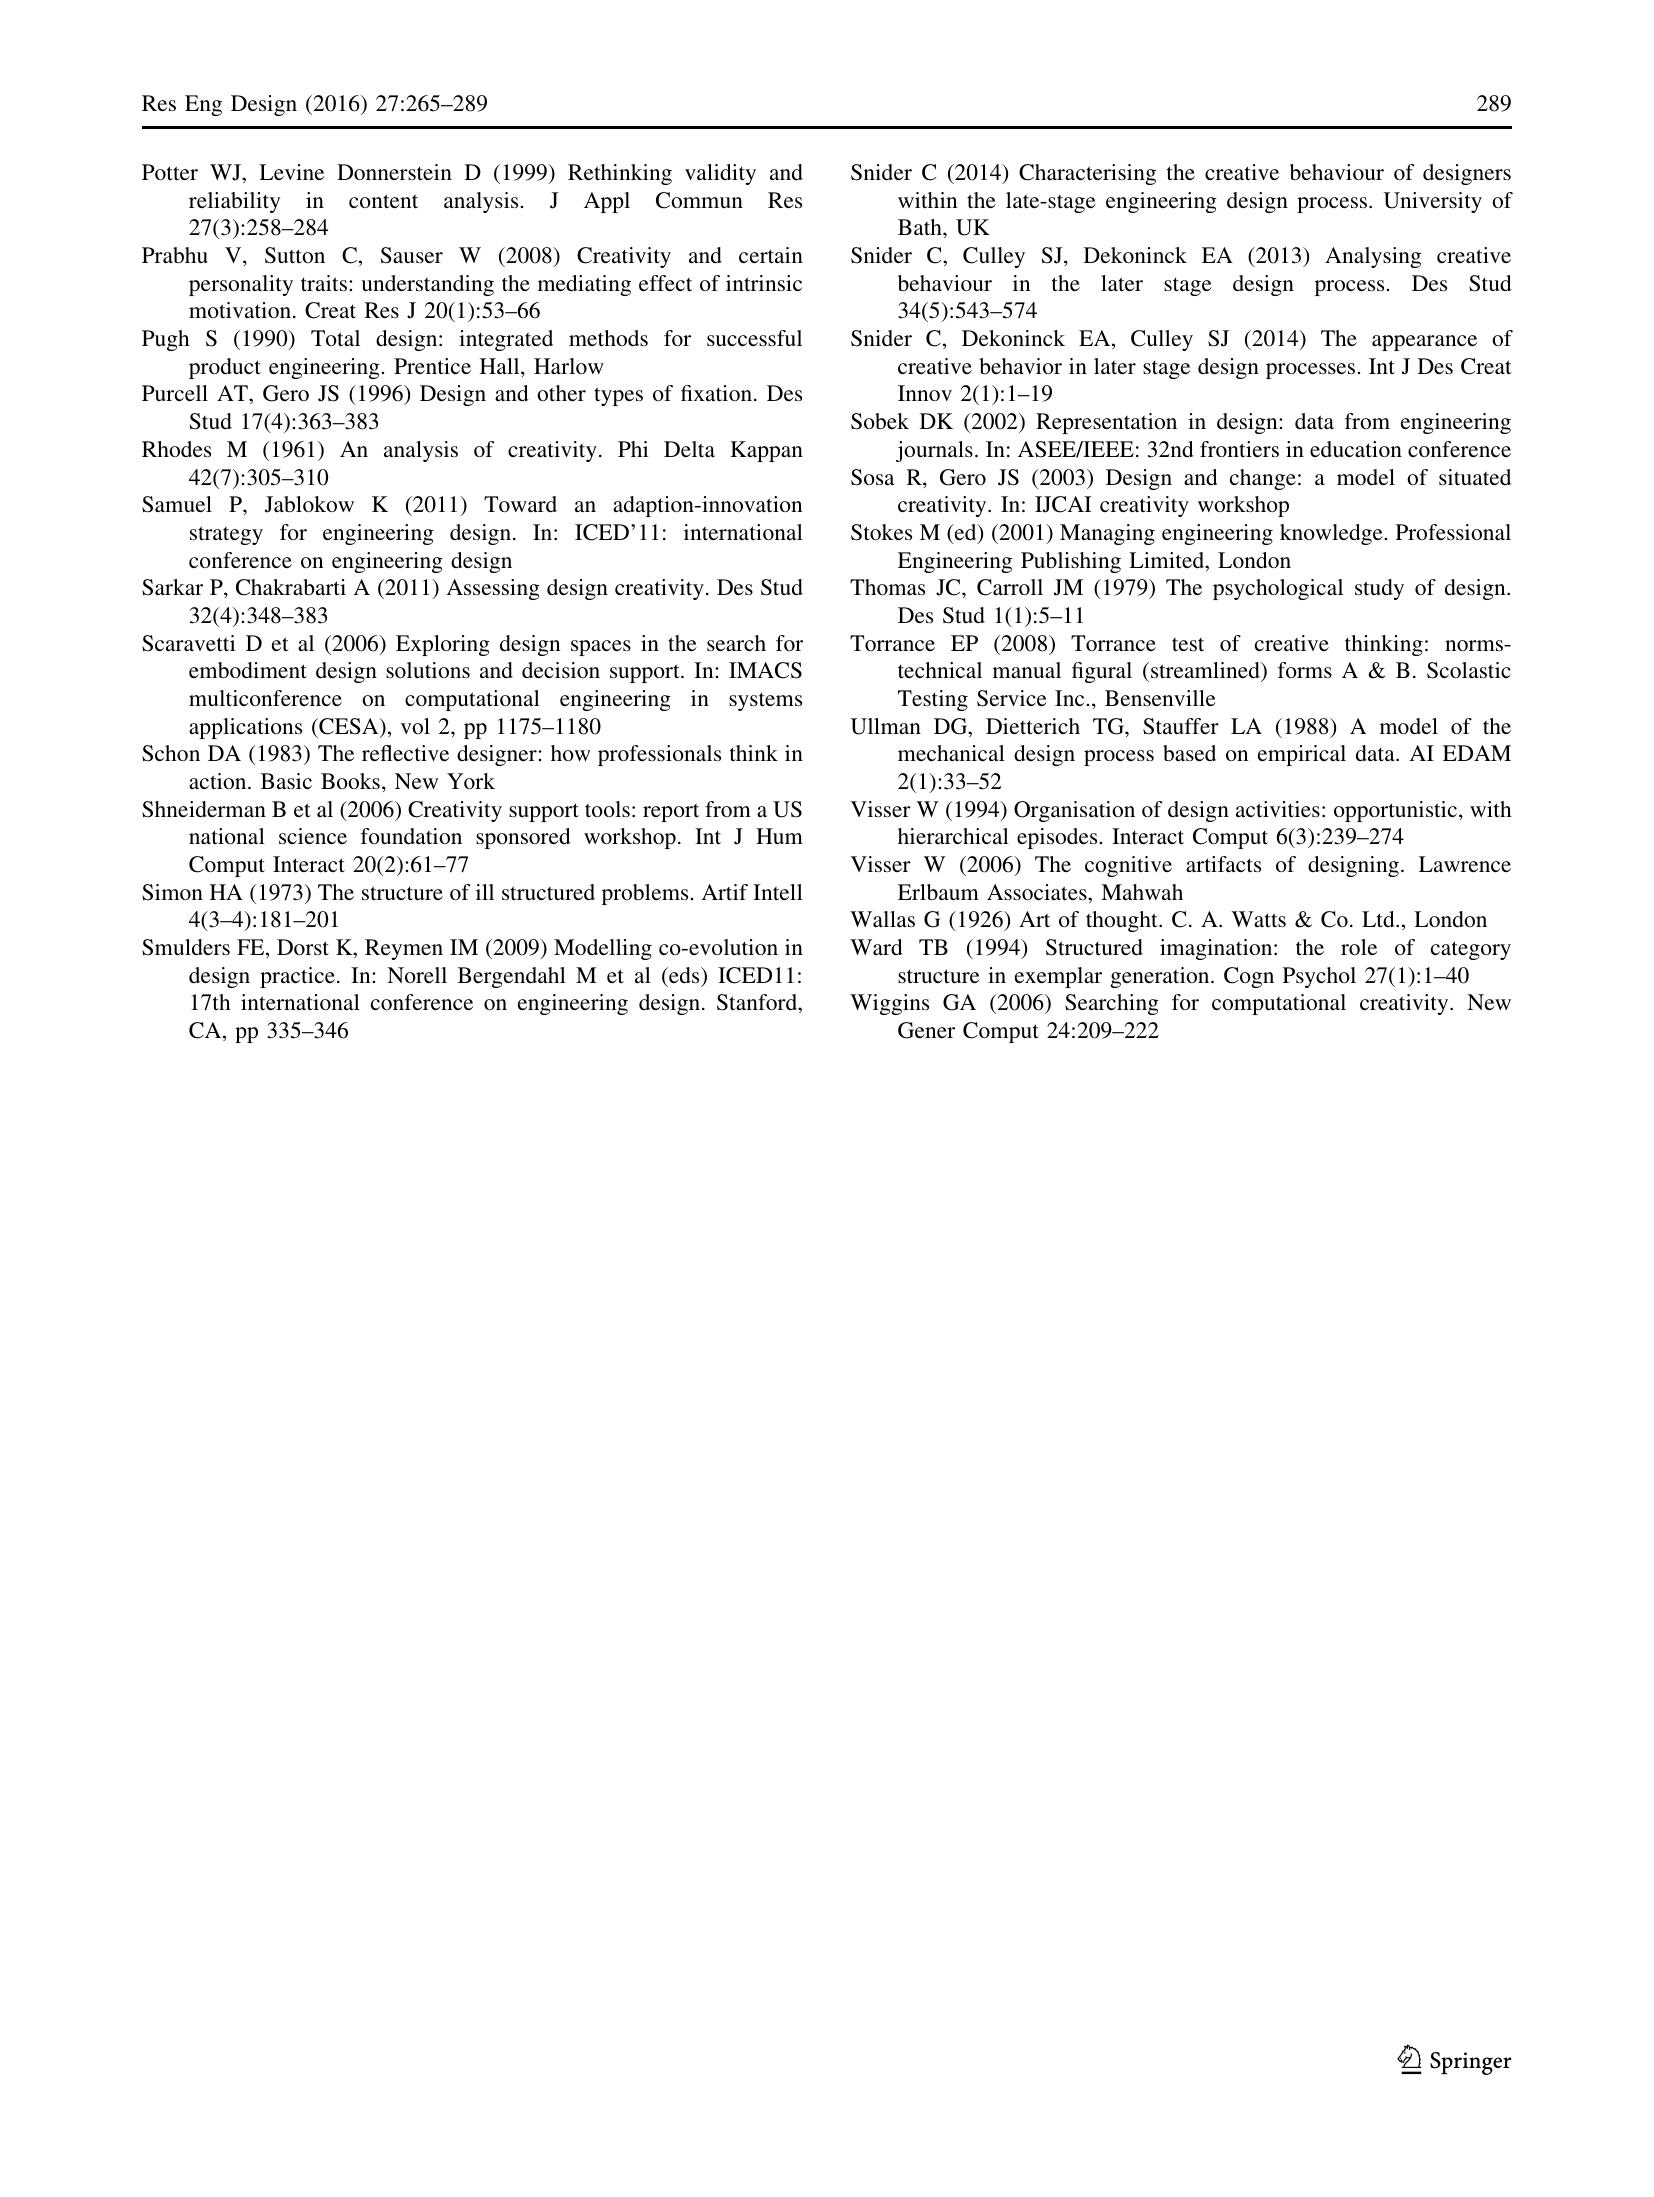 Res Eng Design (2016) 27:265–289
289
Potter WJ, Levine Donnerstein D (1999) Rethinking validity and
reliability in content analysis. J Appl Commun Res
27(3):258–284
Prabhu V, Sutton C, Sauser W (2008) Creativity and certain
personality traits: understanding the mediating effect of intrinsic
motivation. Creat Res J 20(1):53–66
Pugh S (1990) Total design: integrated methods for successful
product engineering. Prentice Hall, Harlow
Purcell AT, Gero JS (1996) Design and other types of fixation. Des
Stud 17(4):363–383
Rhodes M (1961) An analysis of creativity. Phi Delta Kappan
42(7):305–310
Samuel P, Jablokow K (2011) Toward an adaption-innovation
strategy for engineering design. In: ICED’11: international
conference on engineering design
Sarkar P, Chakrabarti A (2011) Assessing design creativity. Des Stud
32(4):348–383
Scaravetti D et al (2006) Exploring design spaces in the search for
embodiment design solutions and decision support. In: IMACS
multiconference on computational engineering in systems
applications (CESA), vol 2, pp 1175–1180
Schon DA (1983) The reflective designer: how professionals think in
action. Basic Books, New York
Shneiderman B et al (2006) Creativity support tools: report from a US
national science foundation sponsored workshop. Int J Hum
Comput Interact 20(2):61–77
Simon HA (1973) The structure of ill structured problems. Artif Intell
4(3–4):181–201
Smulders FE, Dorst K, Reymen IM (2009) Modelling co-evolution in
design practice. In: Norell Bergendahl M et al (eds) ICED11:
17th international conference on engineering design. Stanford,
CA, pp 335–346
Snider C (2014) Characterising the creative behaviour of designers
within the late-stage engineering design process. University of
Bath, UK
Snider C, Culley SJ, Dekoninck EA (2013) Analysing creative
behaviour in the later stage design process. Des Stud
34(5):543–574
Snider C, Dekoninck EA, Culley SJ (2014) The appearance of
creative behavior in later stage design processes. Int J Des Creat
Innov 2(1):1–19
Sobek DK (2002) Representation in design: data from engineering
journals. In: ASEE/IEEE: 32nd frontiers in education conference
Sosa R, Gero JS (2003) Design and change: a model of situated
creativity. In: IJCAI creativity workshop
Stokes M (ed) (2001) Managing engineering knowledge. Professional
Engineering Publishing Limited, London
Thomas JC, Carroll JM (1979) The psychological study of design.
Des Stud 1(1):5–11
Torrance EP (2008) Torrance test of creative thinking: norms-
technical manual figural (streamlined) forms A & B. Scolastic
Testing Service Inc., Bensenville
Ullman DG, Dietterich TG, Stauffer LA (1988) A model of the
mechanical design process based on empirical data. AI EDAM
2(1):33–52
Visser W (1994) Organisation of design activities: opportunistic, with
hierarchical episodes. Interact Comput 6(3):239–274
Visser W (2006) The cognitive artifacts of designing. Lawrence
Erlbaum Associates, Mahwah
Wallas G (1926) Art of thought. C. A. Watts & Co. Ltd., London
Ward TB (1994) Structured imagination: the role of category
structure in exemplar generation. Cogn Psychol 27(1):1–40
Wiggins GA (2006) Searching for computational creativity. New
Gener Comput 24:209–222
Springer